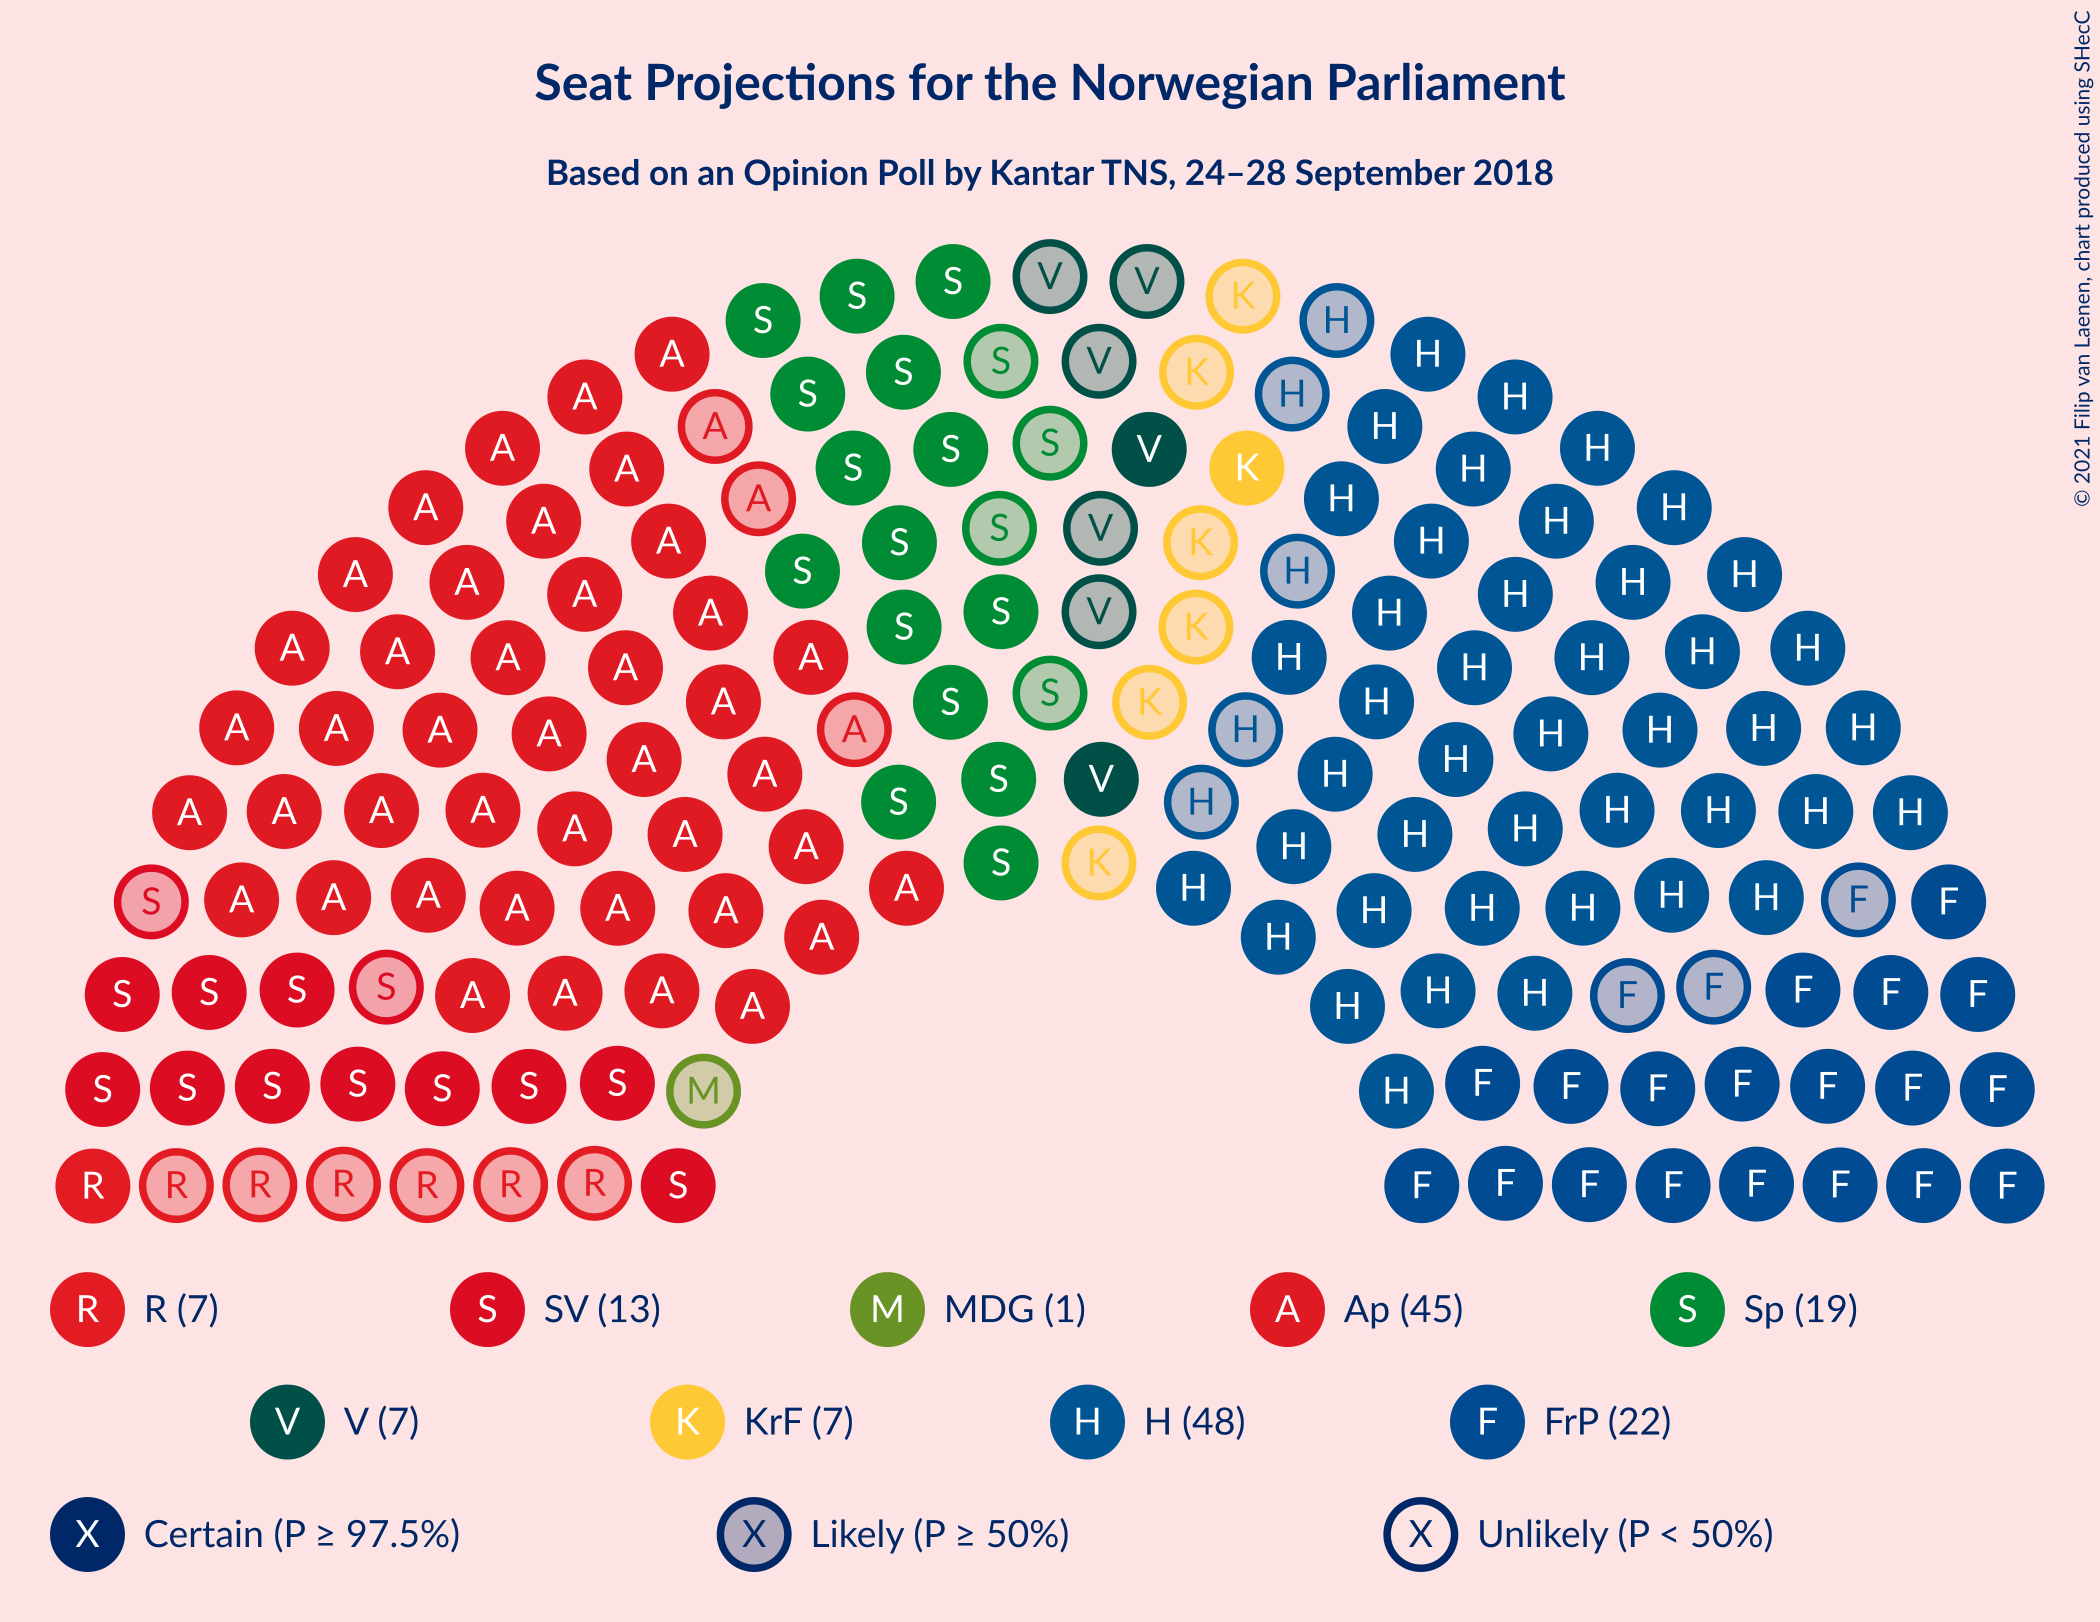 © 2021 Filip van Laenen, chart produced using SHecC
Seat Projections for the Norwegian Parliament
Based on an Opinion Poll by Kantar TNS, 24–28 September 2018
S S S V V K H
A S S V K H
A S H H
A A S S V H H
A S K H
A A A S V H H H
A A S S K H H H
A A A S S V K H H H
A A A A A H H H H H
A A A A A A S S K H H H H H H
A A S V H H
A A A A A A A S H H H H H H H H
S A A A A A A A S K H H H H H H F F
A H
S S S S A A A A H H H F F F F F
S S S S S S S M H F F F F F F F
R R R R R R R S F F F F F F F F
R R (7) S SV (13) M MDG (1) A Ap (45) S Sp (19)
V V (7) K KrF (7) H H (48) F FrP (22)
X Certain (P ≥ 97.5%) X Likely (P ≥ 50%) X Unlikely (P < 50%)